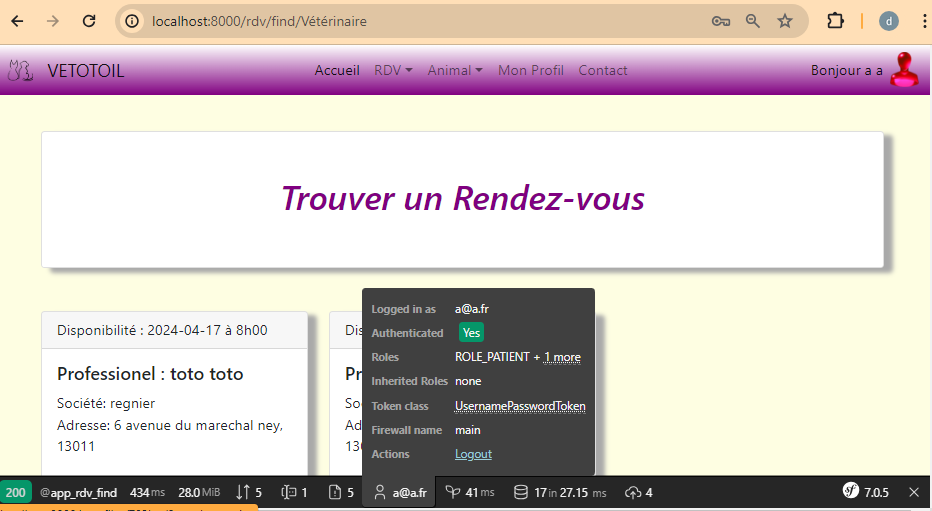 localhost:8000/rdv/find/Vétérinaire
d
VETOTOIL Accueil RDV Animal Mon Profil Contact Bonjour a a
Trouver un Rendez-vous
Disponibilité : 2024-04-17 à 8h00
Professionel : toto toto
Société: regnier
Adresse: 6 avenue du marechal ney,
13011
Dis
Pr
So
Ad
13
Logged in as a@a.fr
Authenticated Yes
Roles ROLE_PATIENT + 1 more
Inherited Roles none
Token class UsernamePasswordToken
Firewall name main
Actions Logout
200 @app_rdv_find 434 ms 28.0 MiB 5 1 5 a@a.fr 41 ms 17 in 27.15 ms 4 sf 7.0.5